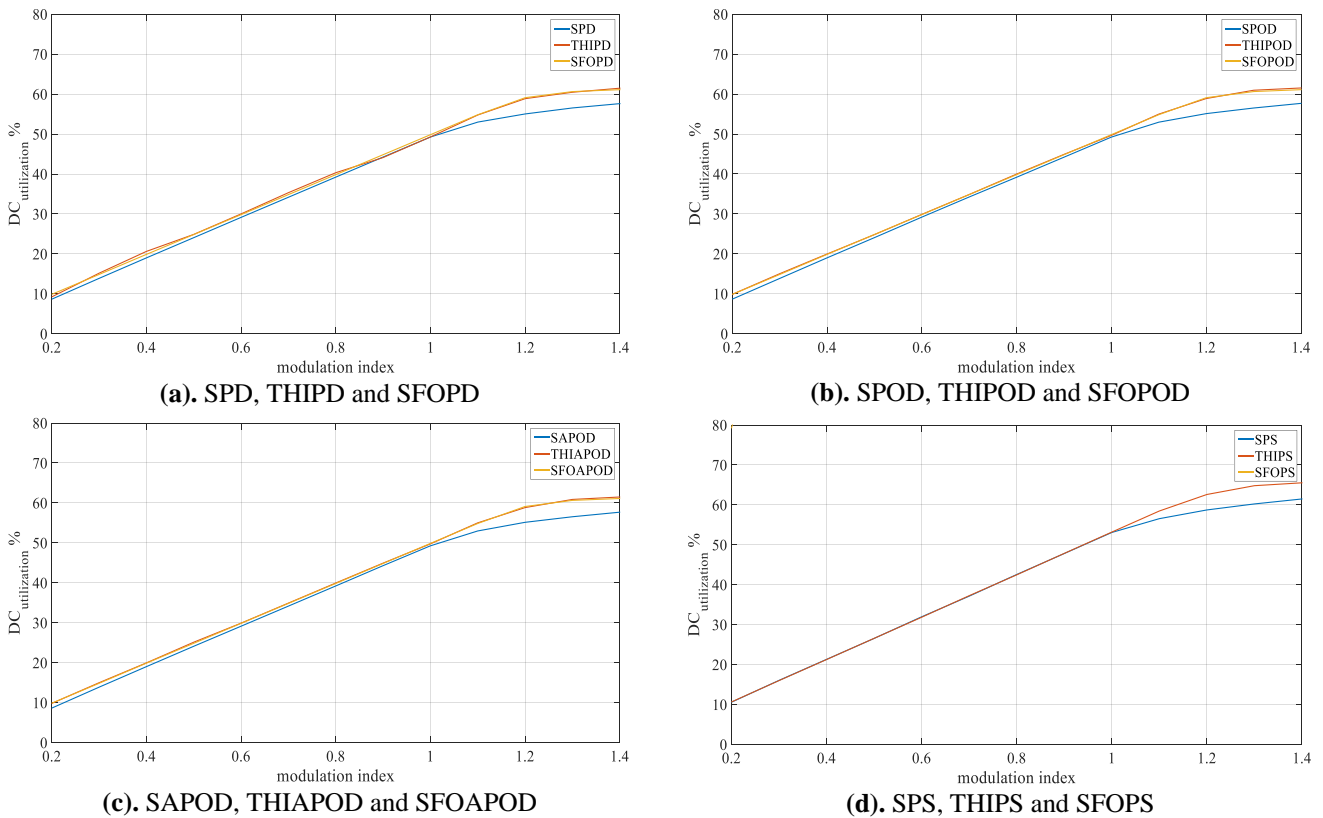 80
70
60
50
40
30
20
10
0
DC utilization %
SPD
THIPD
SFOPD
0.2 0.4 0.6 0.8 1 1.2 1.4
modulation index
(a). SPD, THIPD and SFOPD
80
70
60
50
40
30
20
10
0
DC utilization %
SPOD
THIPOD
SFOPOD
0.2 0.4 0.6 0.8 1 1.2 1.4
modulation index
(b). SPOD, THIPOD and SFOPOD
80
70
60
50
40
30
20
10
0
DC utilization %
SAPOD
THIAPOD
SFOAPOD
0.2 0.4 0.6 0.8 1 1.2 1.4
modulation index
(c). SAPOD, THIAPOD and SFOAPOD
80
70
60
50
40
30
20
10
0
DC utilization %
SPS
THIPS
SFOPS
0.2 0.4 0.6 0.8 1 1.2 1.4
modulation index
(d). SPS, THIPS and SFOPS